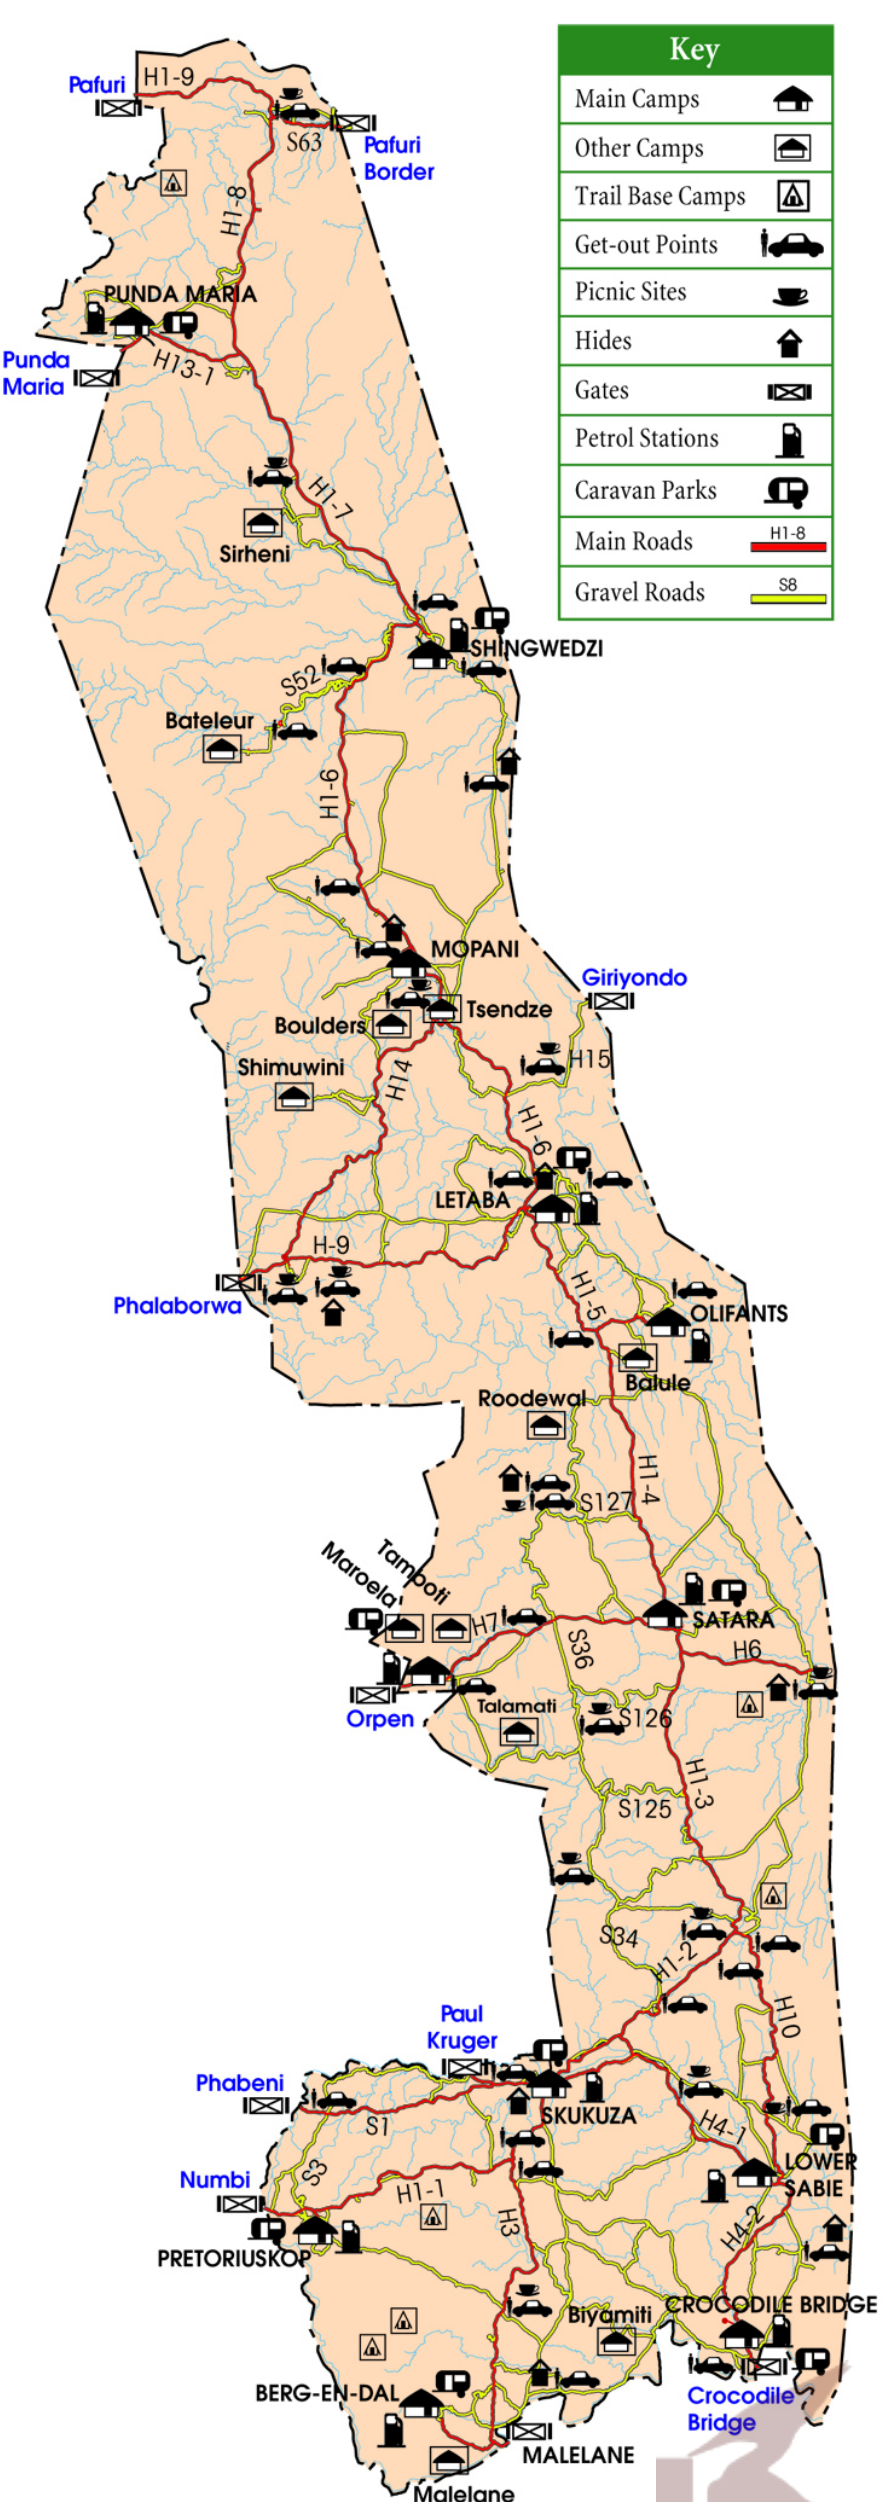 Key
Main Camps
Other Camps
Trail Base Camps
Get-out Points
Picnic Sites
Hides
Gates
Petrol Stations
Caravan Parks
Main Roads H1-8
Gravel Roads S8
Pafuri
H1-9
S63
Pafuri
Border
H1-8
PUNDA MARIA
Punda
Maria
H13-1
H1-7
Sirheni
SHINGWEDZI
S52
Bateleur
H1-6
MOPANI
Giriyondo
Tsendze
Boulders
Shimuwini
H14
H15
H1-6
LETABA
H-9
Phalaborwa
H1-5
OLIFANTS
Balule
Roodewal
H1-4
S127
Tamboti
Maroela
H7
SATARA
S36
H6
Orpen
Talamati
S126
H1-3
S125
S34
H1-2
H10
Paul
Kruger
Phabeni
SKUKUZA
S1
H4-1
LOWER
SABIE
S3
Numbi
H1-1
H3
H4-2
PRETORIUSKOP
CROCODILE BRIDGE
Biyamiti
BERG-EN-DAL
Crocodile
Bridge
MALELANE
Malelane